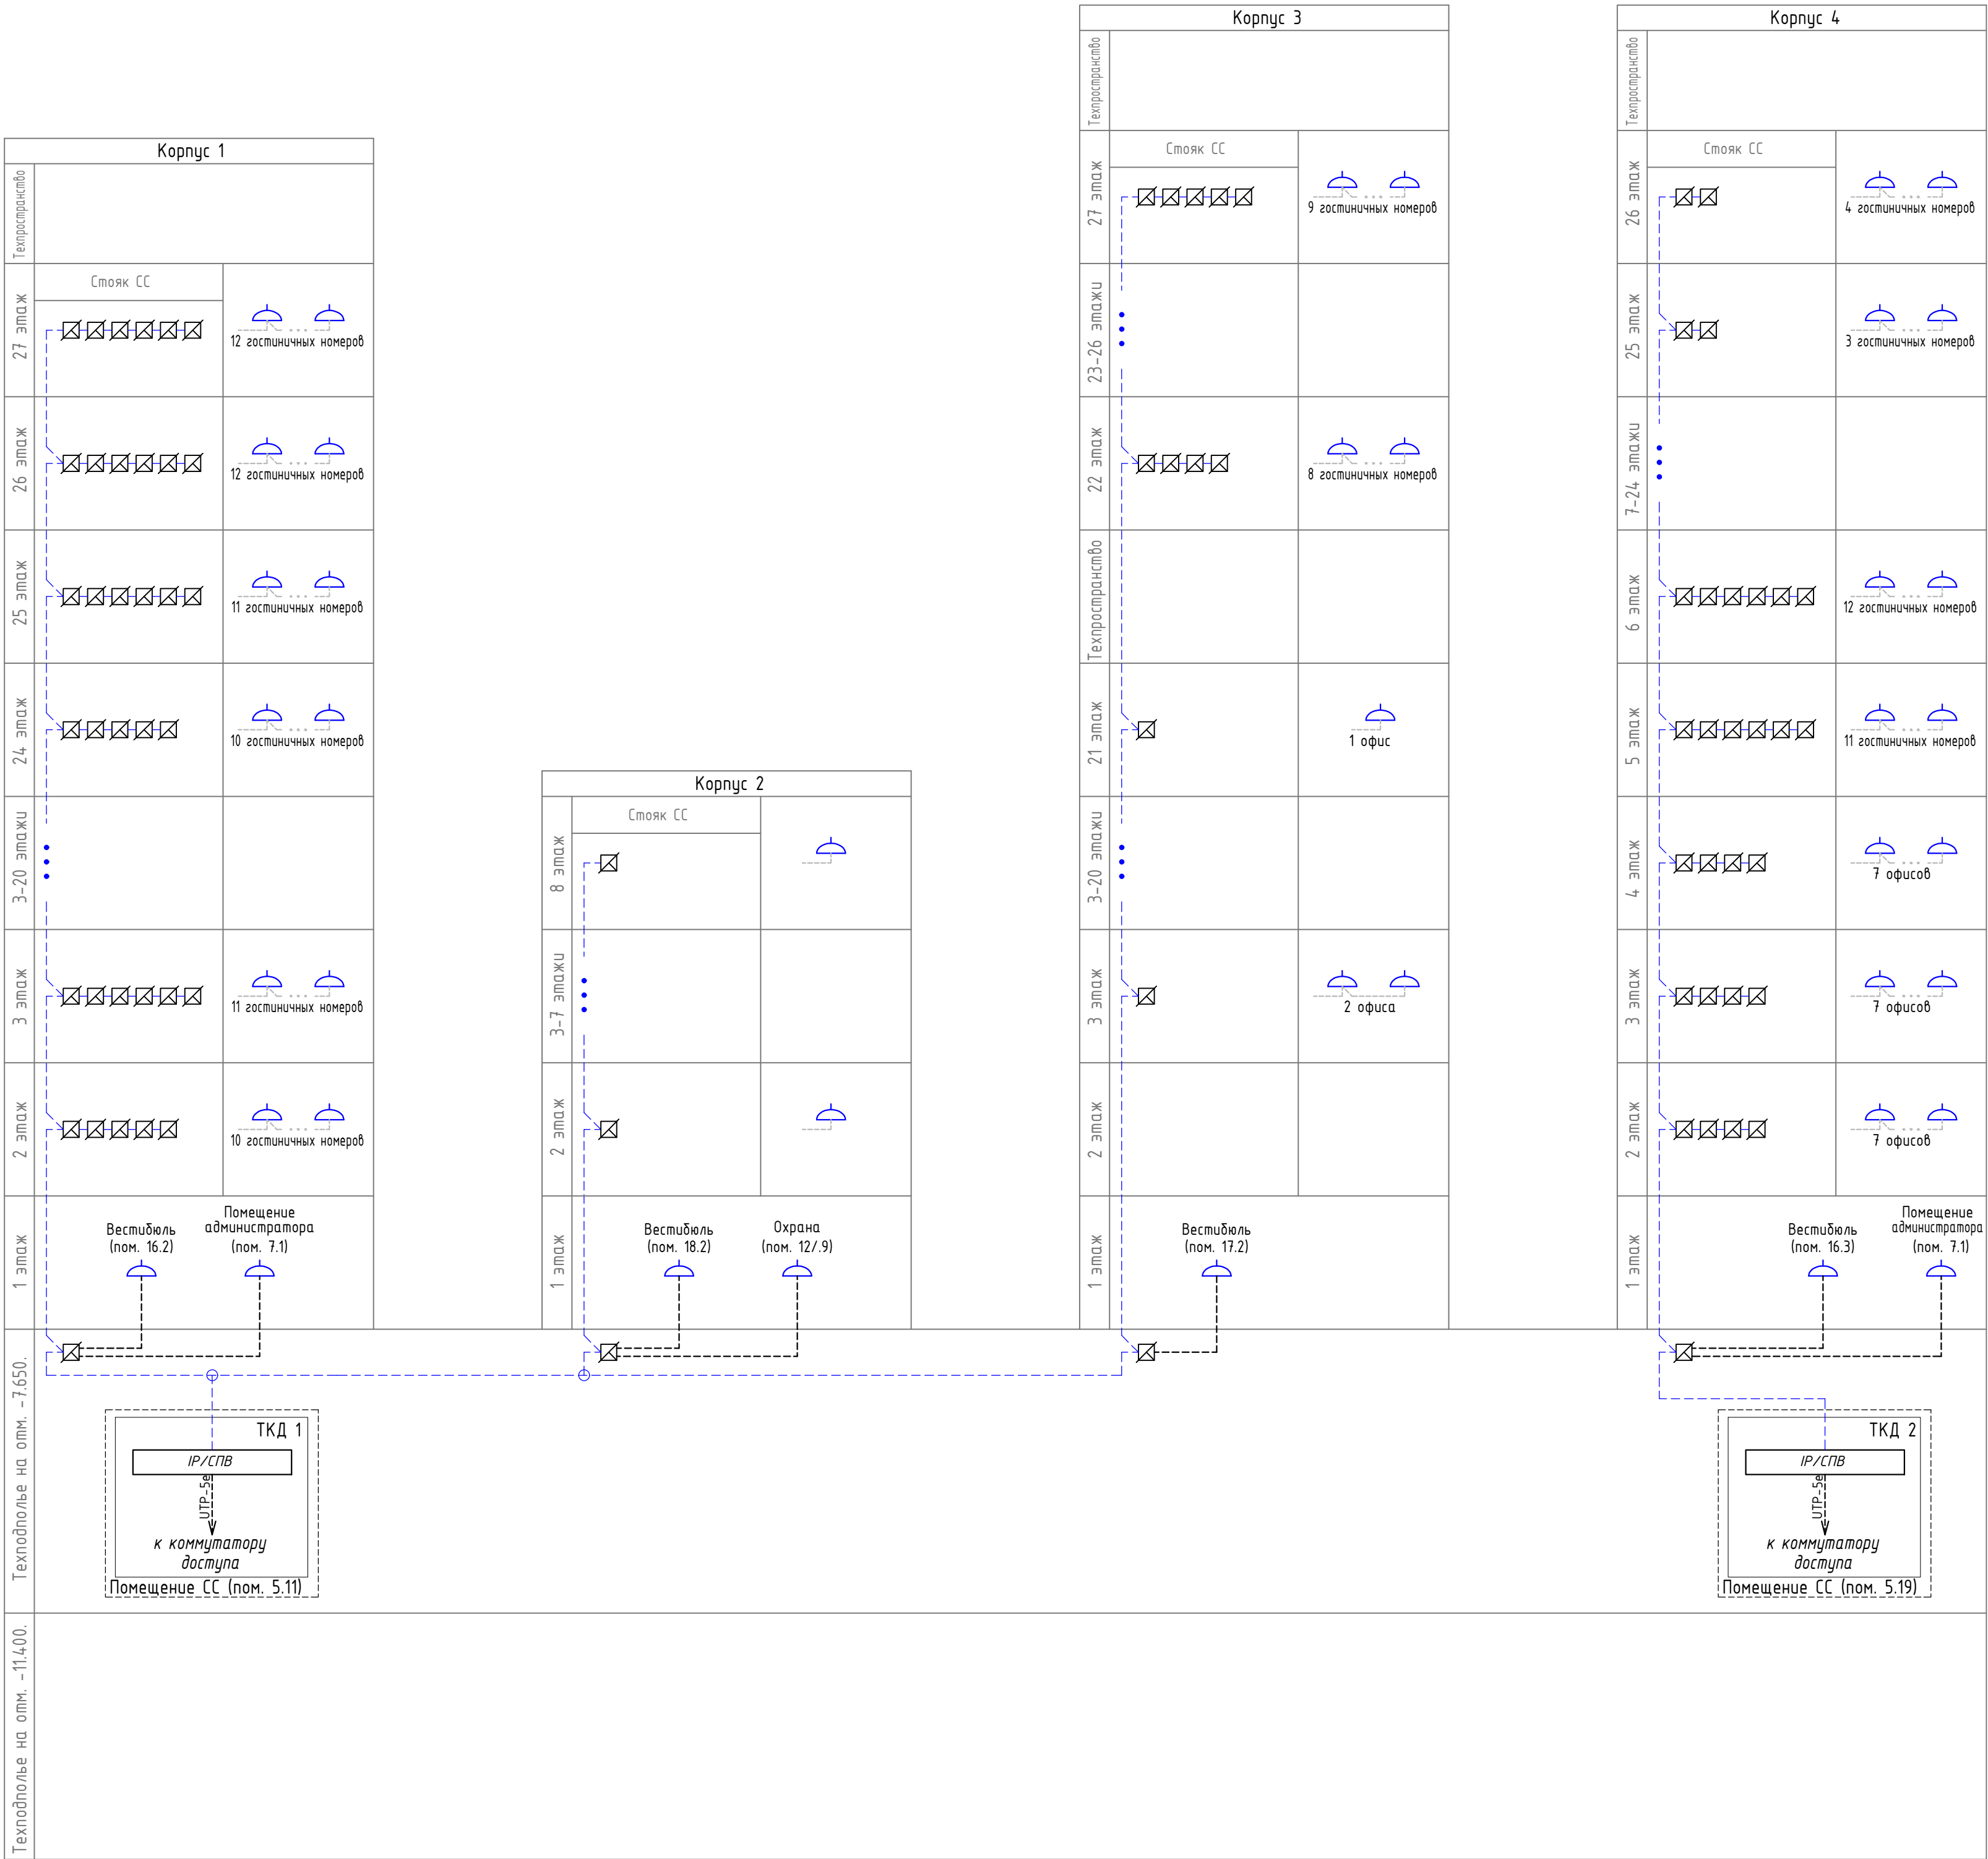 Корпус 1
Техпространство
Стояк СС
27 этаж
12 гостиничных номеров
26 этаж
12 гостиничных номеров
25 этаж
11 гостиничных номеров
24 этаж
10 гостиничных номеров
3-20 этажи
3 этаж
11 гостиничных номеров
2 этаж
10 гостиничных номеров
1 этаж
Вестибюль
(пом. 16.2)
Помещение
администратора
(пом. 7.1)
Корпус 2
Стояк СС
8 этаж
3-7 этажи
2 этаж
1 этаж
Вестибюль
(пом. 18.2)
Охрана
(пом. 12/.9)
Корпус 3
Техпространство
Стояк СС
27 этаж
9 гостиничных номеров
23-26 этажи
22 этаж
8 гостиничных номеров
Техпространство
21 этаж
1 офис
3-20 этажи
3 этаж
2 офиса
2 этаж
1 этаж
Вестибюль
(пом. 17.2)
Корпус 4
Техпространство
Стояк СС
26 этаж
4 гостиничных номеров
25 этаж
3 гостиничных номеров
7-24 этажи
6 этаж
12 гостиничных номеров
5 этаж
11 гостиничных номеров
4 этаж
7 офисов
3 этаж
7 офисов
2 этаж
7 офисов
1 этаж
Вестибюль
(пом. 16.3)
Помещение
администратора
(пом. 7.1)
Техподполье на отм. -7.650.
ТКД 1
IP/СПВ
UTP-5e
к коммутатору
доступа
Помещение СС (пом. 5.11)
ТКД 2
IP/СПВ
UTP-5e
к коммутатору
доступа
Помещение СС (пом. 5.19)
Техподполье на отм. -11.400.